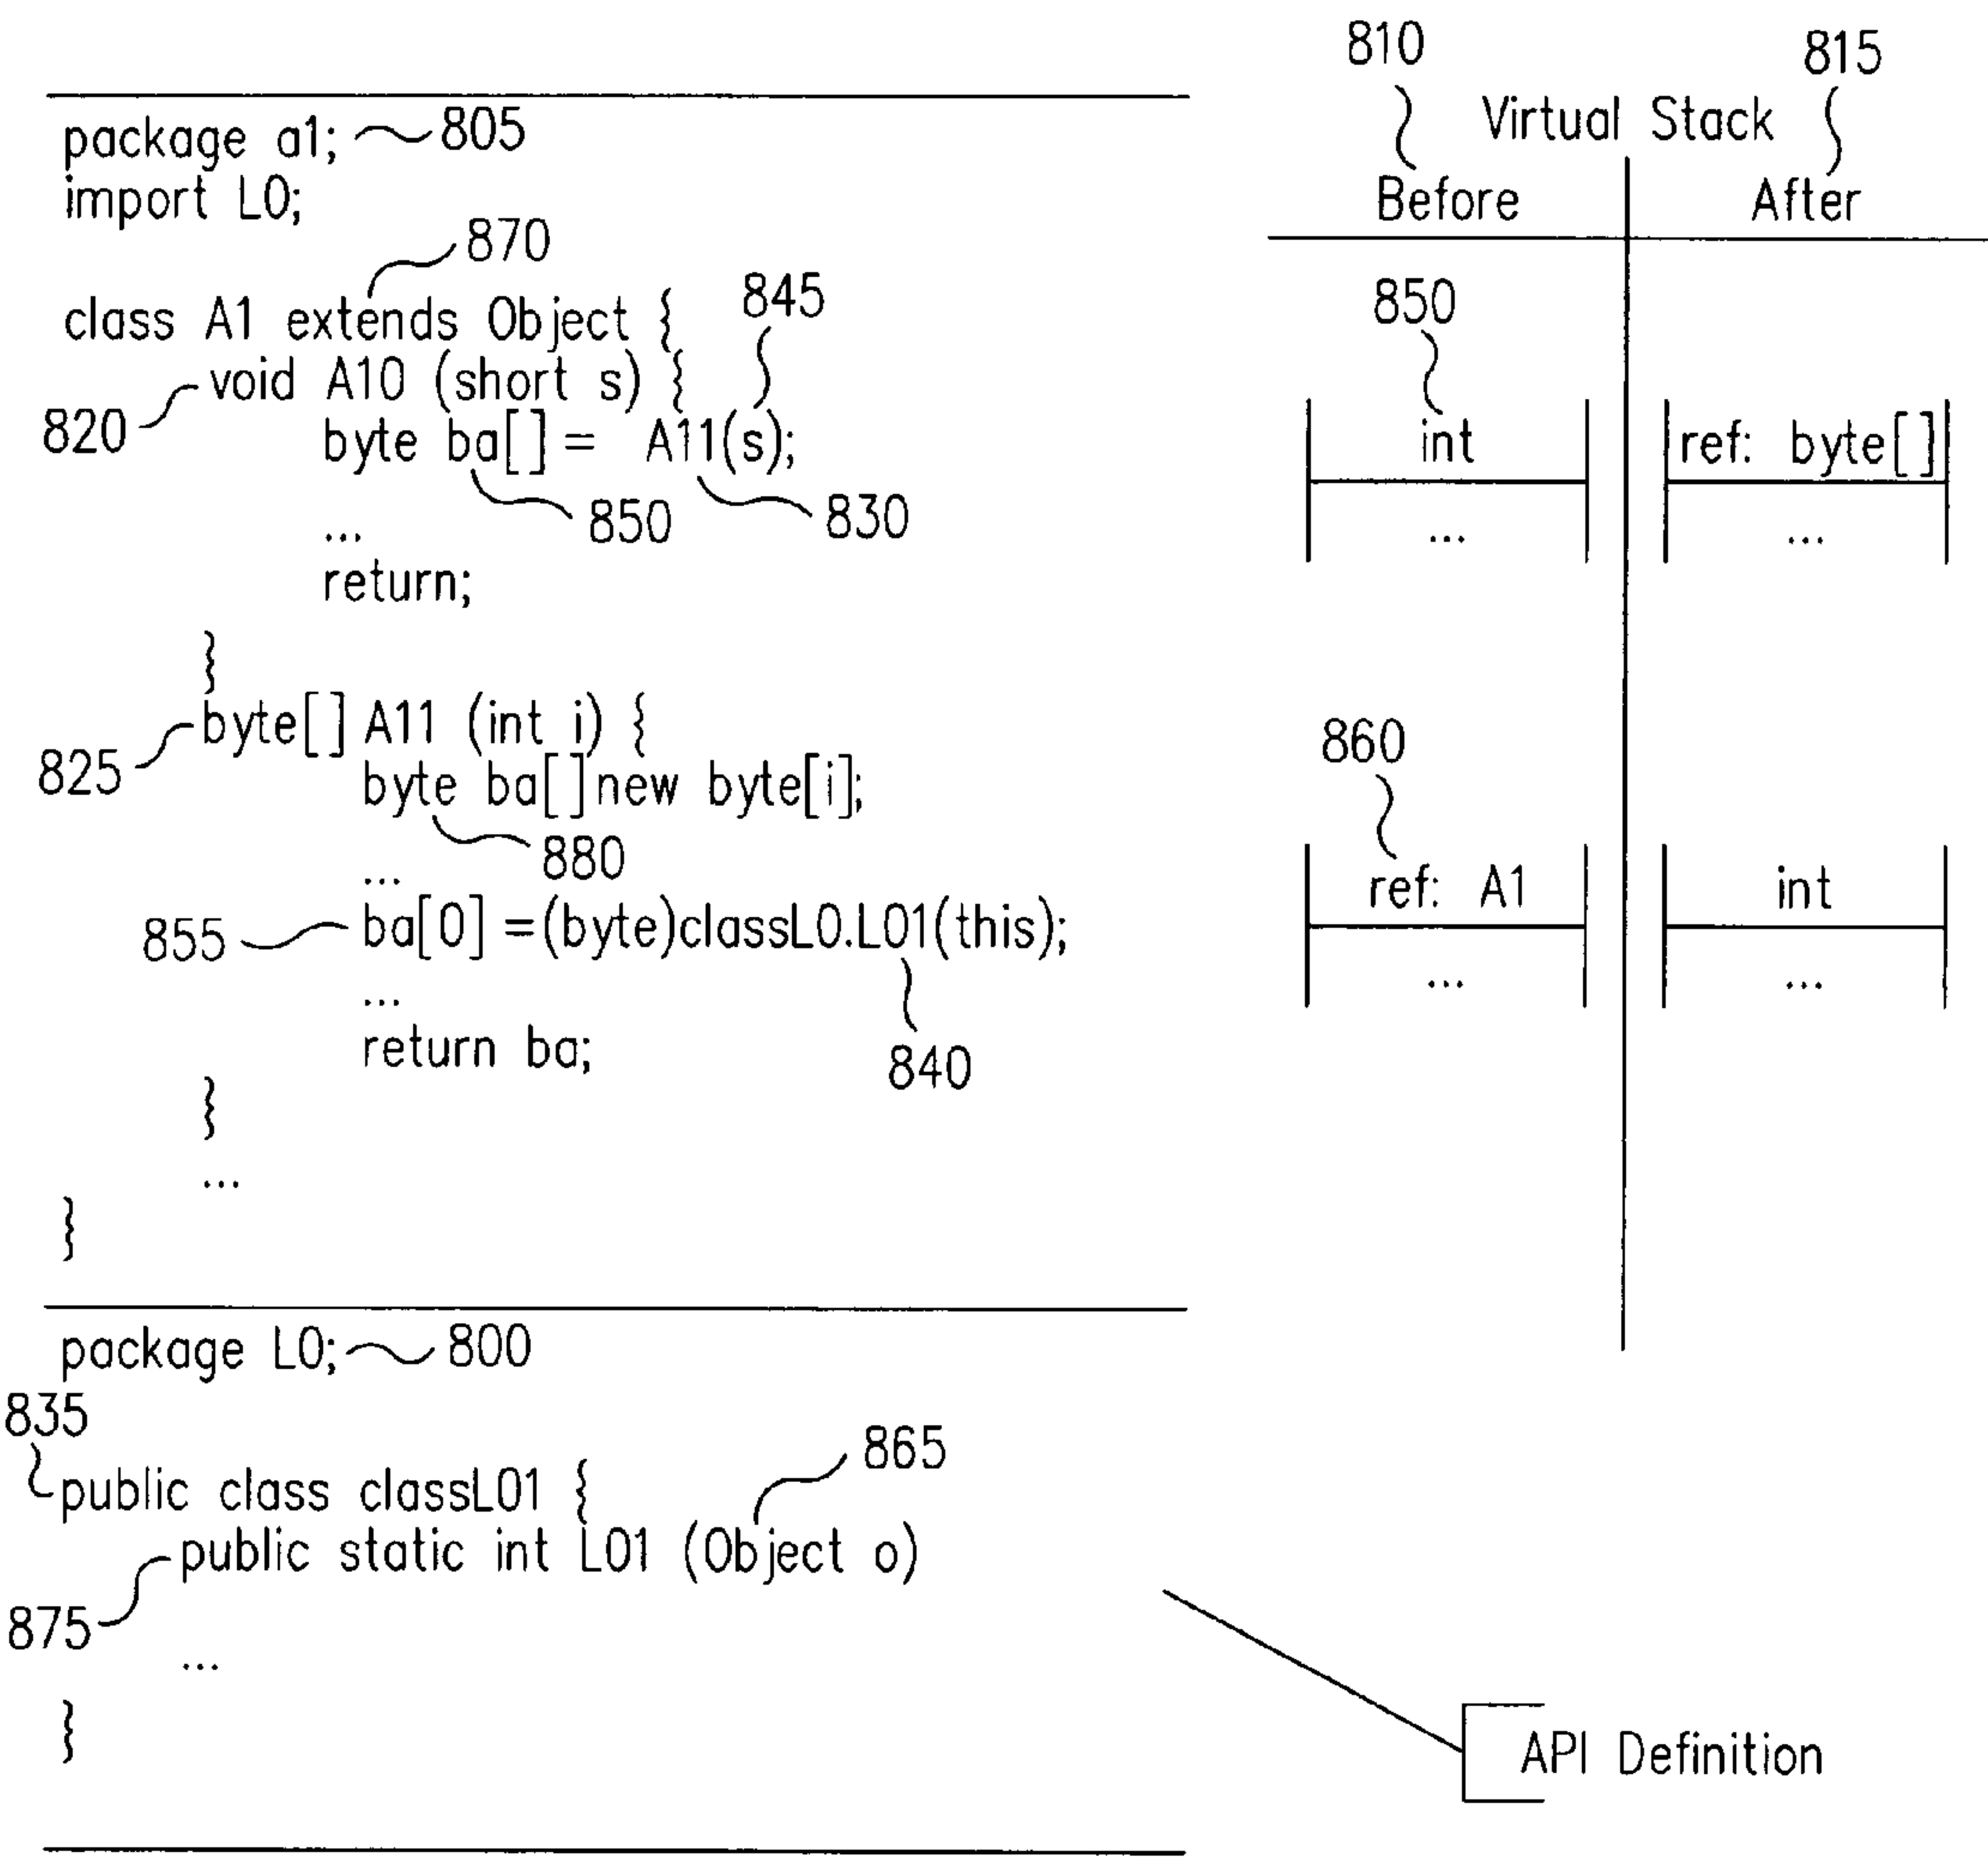 810 815
Virtual Stack
Before After
package a1; 805
import L0;
870
class A1 extends Object { 845
820 void A10 (short s) {
byte ba[] = A11(s);
850 830
...
return;
}
850
int ref: byte[]
... ...
825 byte[] A11 (int i) {
byte ba[]new byte[i];
880
...
855 ba[0] =(byte)classL0.L01(this);
...
840
return ba;
}
...
}
860
ref: A1 int
... ...
package L0; 800
835
public class classL01 { 865
public static int L01 (Object o)
875
...
}
API Definition